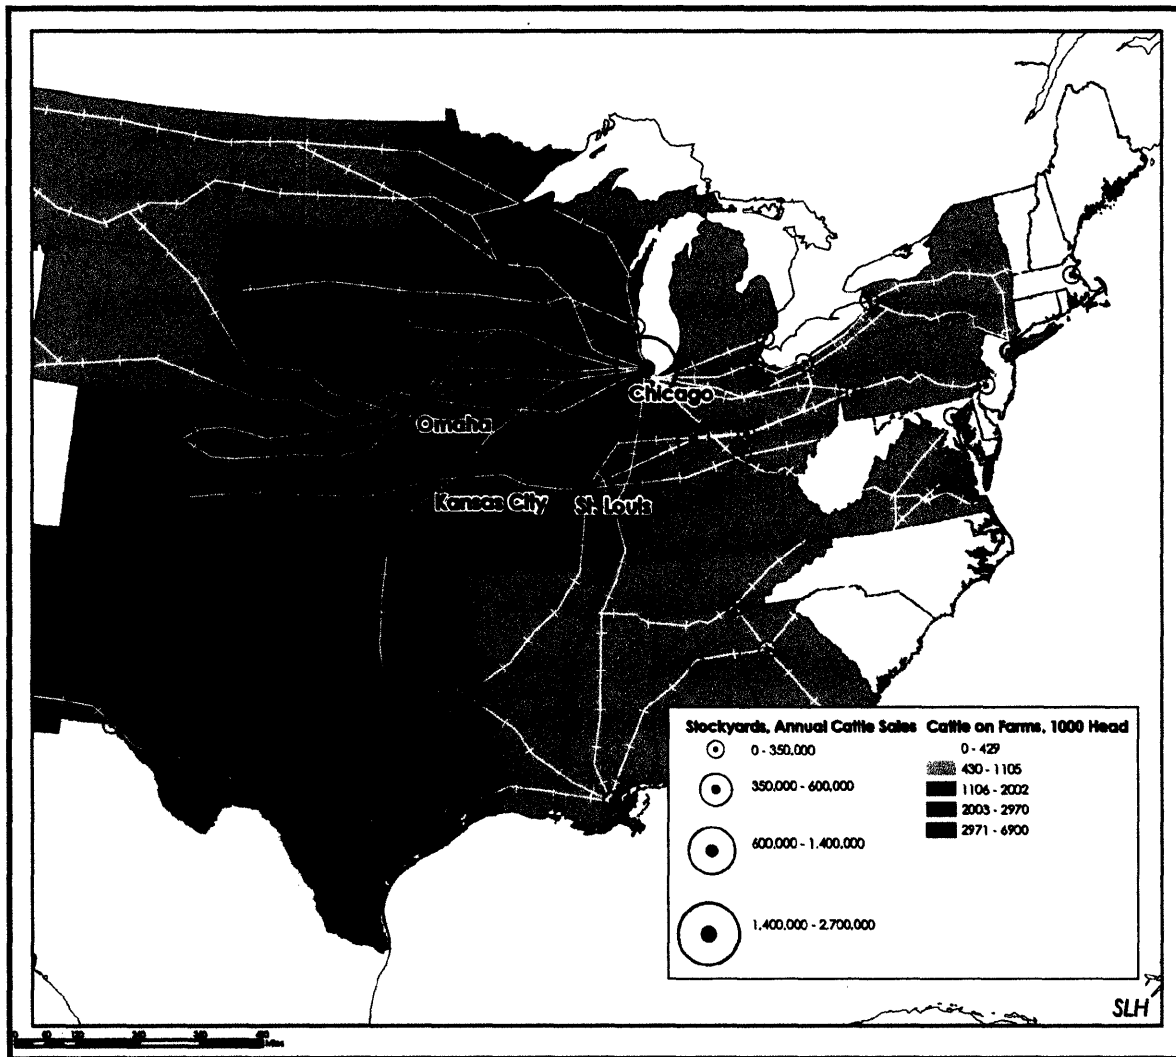 Chicago
Omaha
Kansas City
St. Louis
Stockyards, Annual Cattle Sales
0 - 350,000
350,000 - 600,000
600,000 - 1,400,000
1,400,000 - 2,700,000
Cattle on Farms, 1000 Head
0 - 429
430 - 1105
1106 - 2002
2003 - 2970
2971 - 6900
SLH
Miles